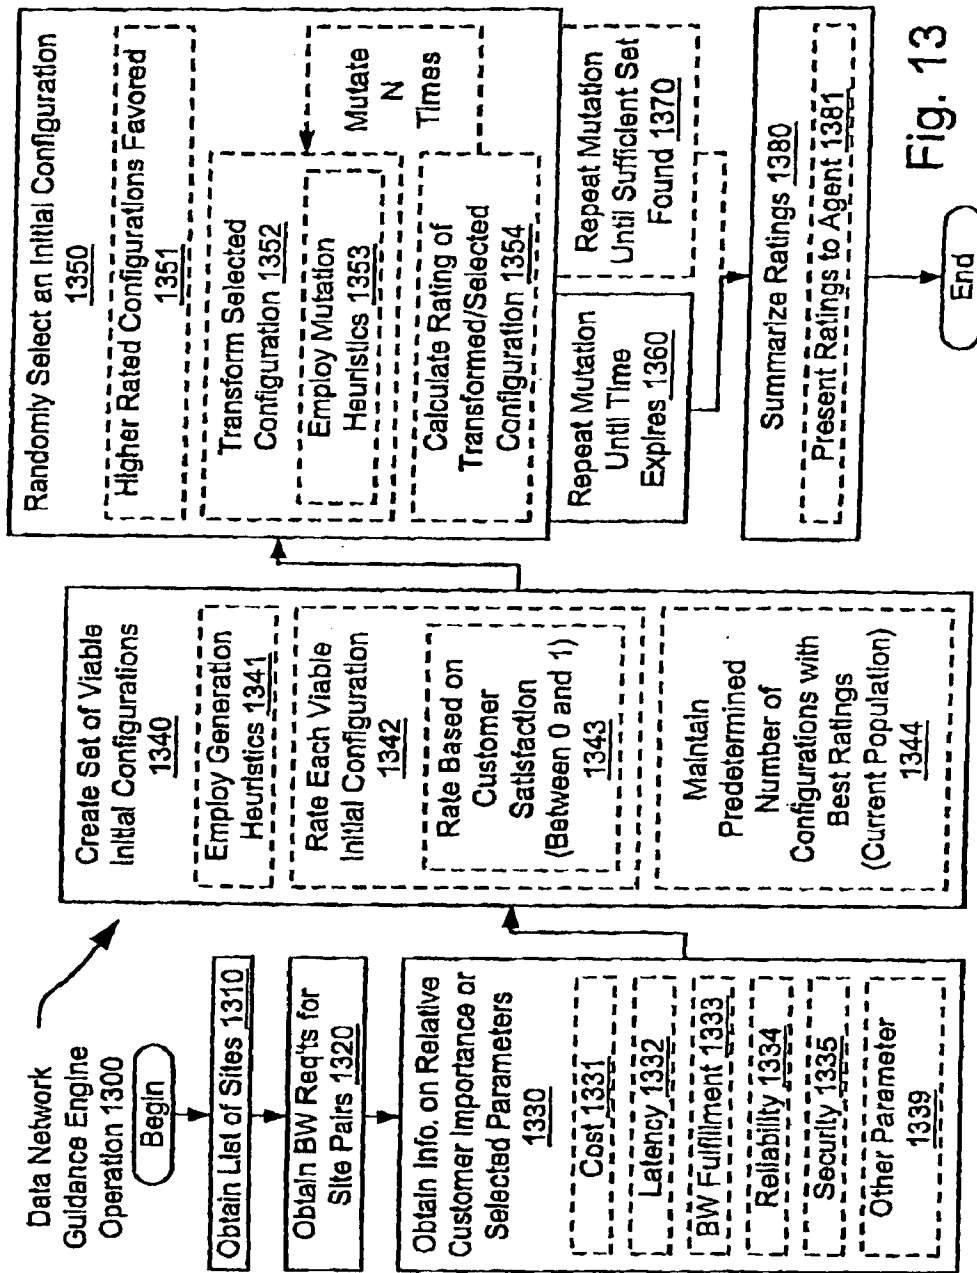 Data Network
Guidance Engine
Operation 1300
Begin
Obtain List of Sites 1310
Obtain BW Req'ts for
Site Pairs 1320
Obtain Info. on Relative
Customer Importance or
Selected Parameters
1330
Cost 1331
Latency 1332
BW Fulfillment 1333
Reliability 1334
Security 1335
Other Parameter
1339
Create Set of Viable
Initial Configurations
1340
Employ Generation
Heuristics 1341
Rate Each Viable
Initial Configuration
1342
Rate Based on
Customer
Satisfaction
(Between 0 and 1)
1343
Maintain
Predetermined
Number of
Configurations with
Best Ratings
(Current Population)
1344
Randomly Select an Initial Configuration
1350
Higher Rated Configurations Favored
1351
Transform Selected
Configuration 1352
Employ Mutation
Heuristics 1353
Calculate Rating of
Transformed/Selected
Configuration 1354
Mutate
N
Times
Repeat Mutation
Until Time
Expires 1360
Repeat Mutation
Until Sufficient Set
Found 1370
Summarize Ratings 1380
Present Ratings to Agent 1381
End
Fig. 13